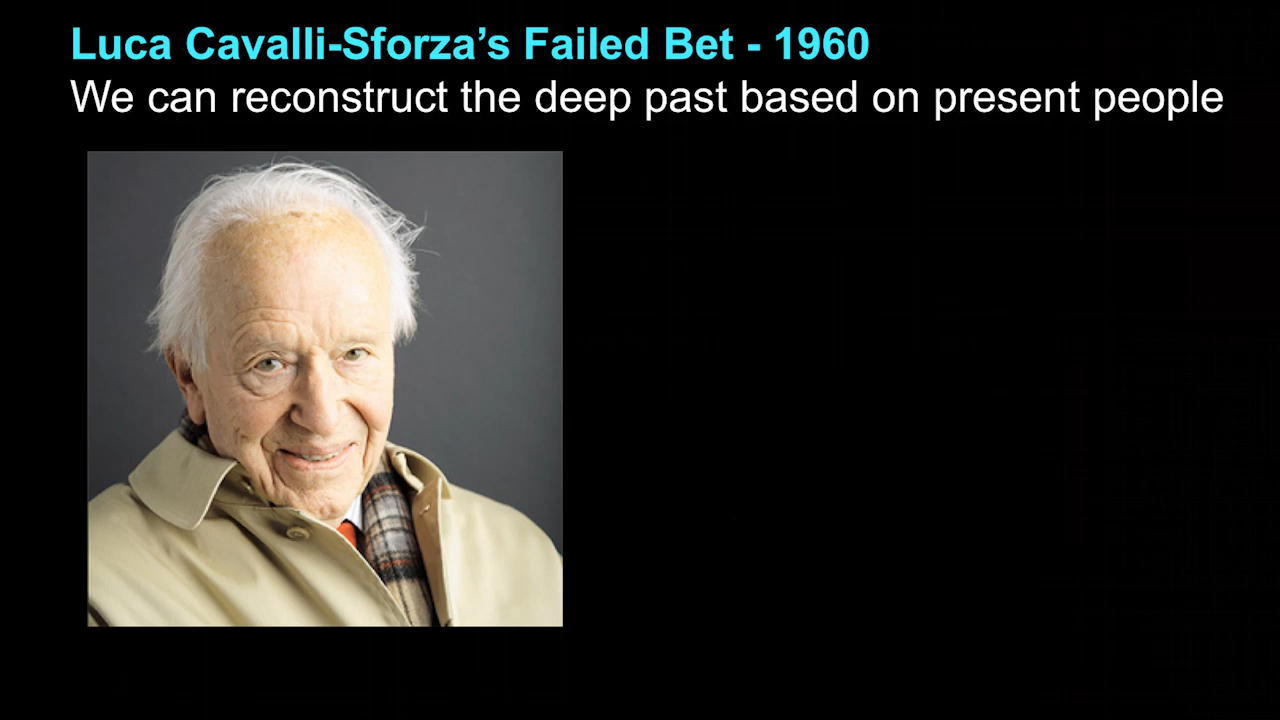 Luca Cavalli-Sforza’s Failed Bet - 1960
We can reconstruct the deep past based on present people